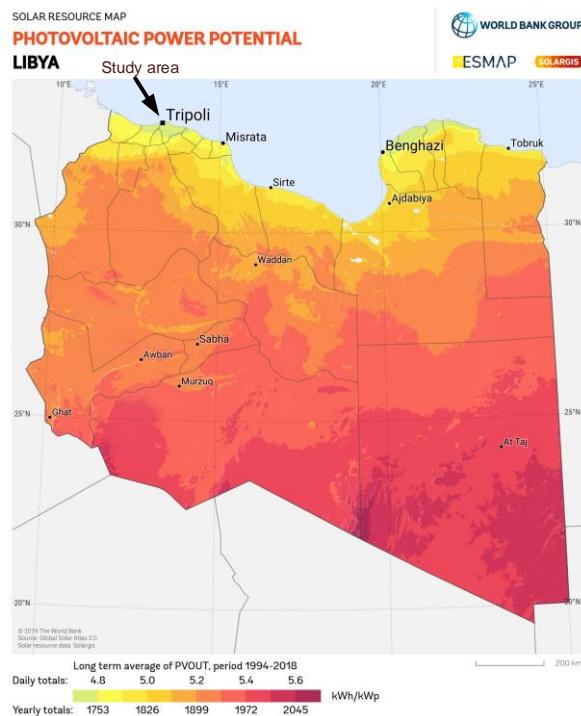 SOLAR RESOURCE MAP
PHOTOVOLTAIC POWER POTENTIAL
LIBYA
WORLD BANK GROUP
ESMAP
SOLARGIS
10°E
Study area
15°E
20°E
25°E
Tripoli
Misrata
Benghazi
Tobruk
Sirte
Ajdabiya
30°N
30°N
Waddan
Sabha
Awbari
Murzuq
Ghat
25°N
25°N
At Taj
20°N
20°N
© 2019 The World Bank
Source: Global Solar Atlas 2.0
Solar resource data: Solargis
200 km
Long term average of PVOUT, period 1994-2018
Daily totals: 4.8 5.0 5.2 5.4 5.6
kWh/kWp
Yearly totals: 1753 1826 1899 1972 2045